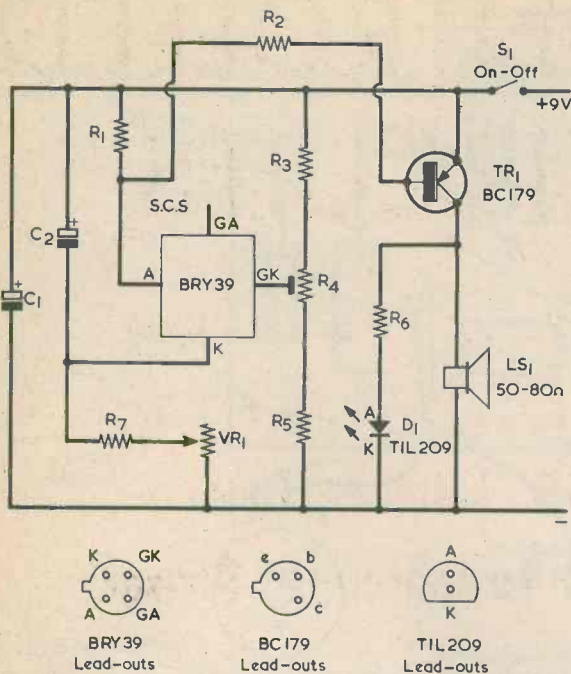 R2
S1
On-Off
+9V
R1
R3
TR1
BC179
S.C.S
GA
C2
A
BRY39
GK
R4
C1
K
R6
LS1
50-80Ω
R7
VR1
R5
A
D1
K
TIL209
–
K GK
A GA
BRY39
Lead-outs
e b
c
BC179
Lead-outs
A
K
TIL209
Lead-outs